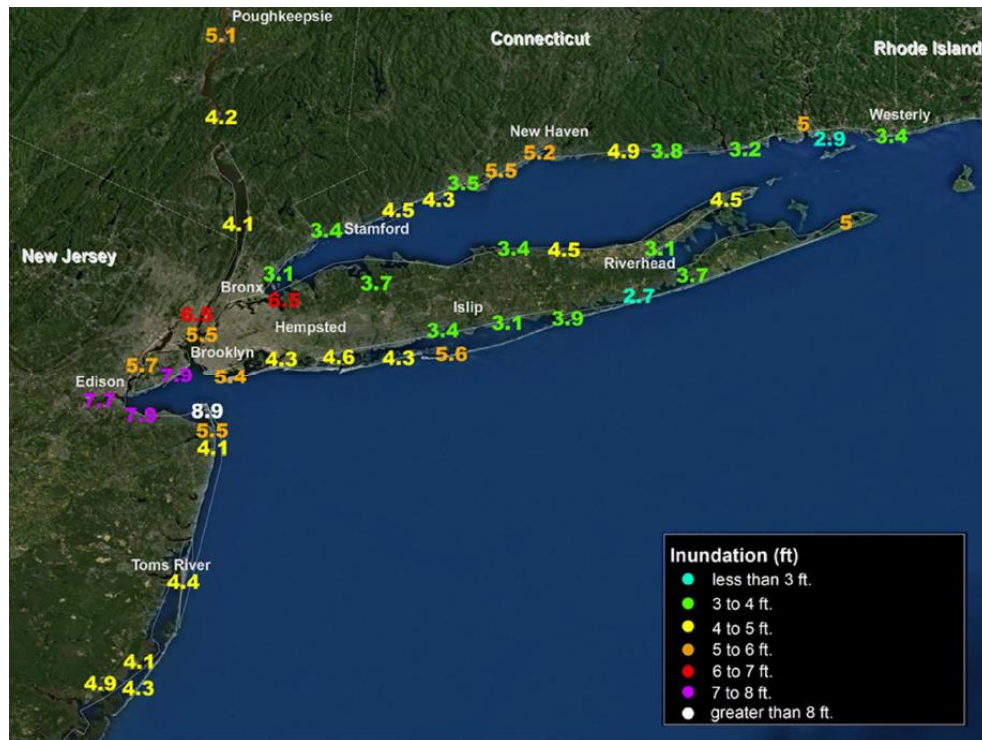 Poughkeepsie
5.1
Connecticut
Rhode Island
4.2
Westerly
5
New Haven
2.9
3.4
5.2
4.9
3.8
3.2
5.5
3.5
4.3
4.5
4.5
4.1
3.4
Stamford
5
New Jersey
3.4
4.5
3.1
Riverhead
3.1
3.7
3.7
Bronx
6.5
2.7
6.5
Islip
3.9
Hempsted
3.1
5.5
3.4
Brooklyn
4.3
4.6
4.3
5.6
5.7
7.9
5.4
Edison
7.7
7.9
8.9
5.5
4.1
Toms River
4.4
4.1
4.9
4.3
Inundation (ft)
less than 3 ft.
3 to 4 ft.
4 to 5 ft.
5 to 6 ft.
6 to 7 ft.
7 to 8 ft.
greater than 8 ft.